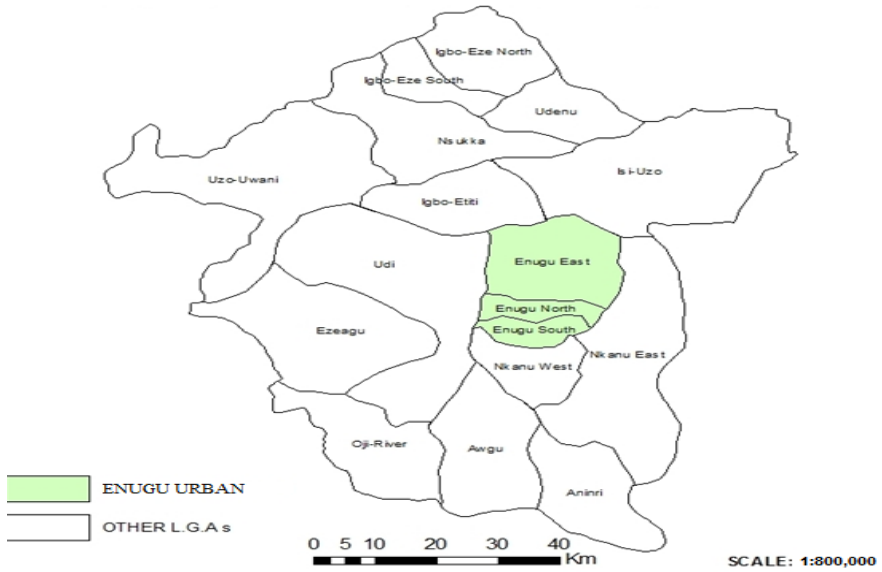 Igbo-Eze North
Igbo-Eze South
Udenu
Nsukka
Isi-Uzo
Uzo-Uwani
Igbo-Etiti
Enugu East
Udi
Enugu North
Enugu South
Ezeagu
Nkanu East
Nkanu West
Oji-River
Awgu
Aninri
ENUGU URBAN
OTHER L.G.A s
0 5 10 20 30 40
Km
SCALE: 1:800,000